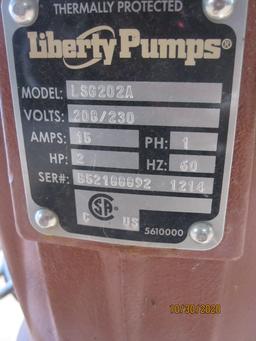 THERMALLY PROTECTED
Liberty Pumps®
MODEL: LSG202A
VOLTS: 208/230
AMPS: 15 PH: 1
HP: 2 HZ: 60
SER#: 1214
C US
5610000
10/30/2020